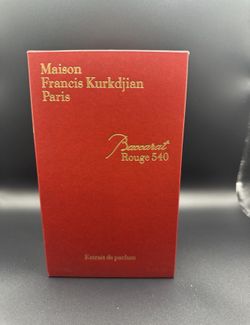 Maison
Francis Kurkdjian
Paris
Baccarat
Rouge 540
Extrait de parfum